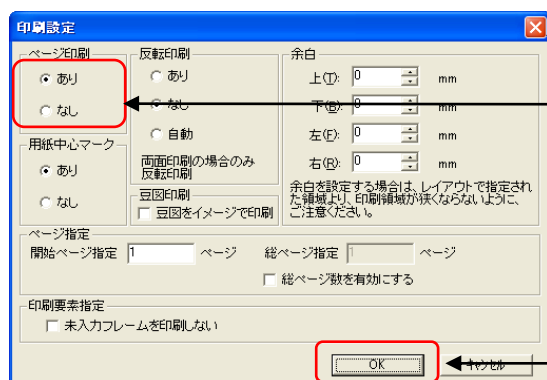 印刷設定
ページ印刷
あり
なし
反転印刷
あり
なし
自動
両面印刷の場合のみ
反転印刷
余白
上(T): 0 mm
下(B): 0 mm
左(F): 0 mm
右(R): 0 mm
余白を設定する場合は、レイアウトで指定され
た領域より、印刷領域が狭くならないように、
ご注意ください。
用紙中心マーク
あり
なし
豆図印刷
豆図をイメージで印刷
ページ指定
開始ページ指定 1 ページ 総ページ指定 1 ページ
総ページ数を有効にする
印刷要素指定
未入力フレームを印刷しない
OK キャンセル